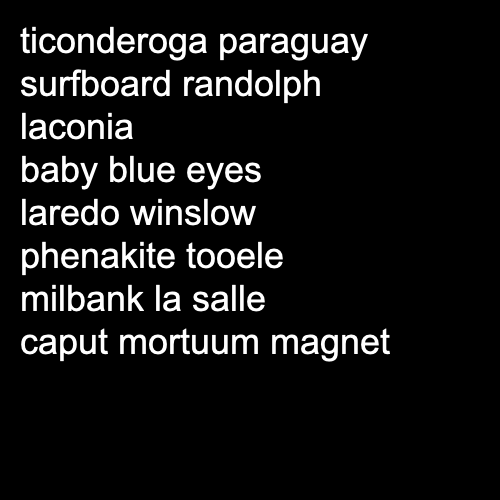 ticonderoga paraguay
surfboard randolph
laconia
baby blue eyes
laredo winslow
phenakite tooele
milbank la salle
caput mortuum magnet